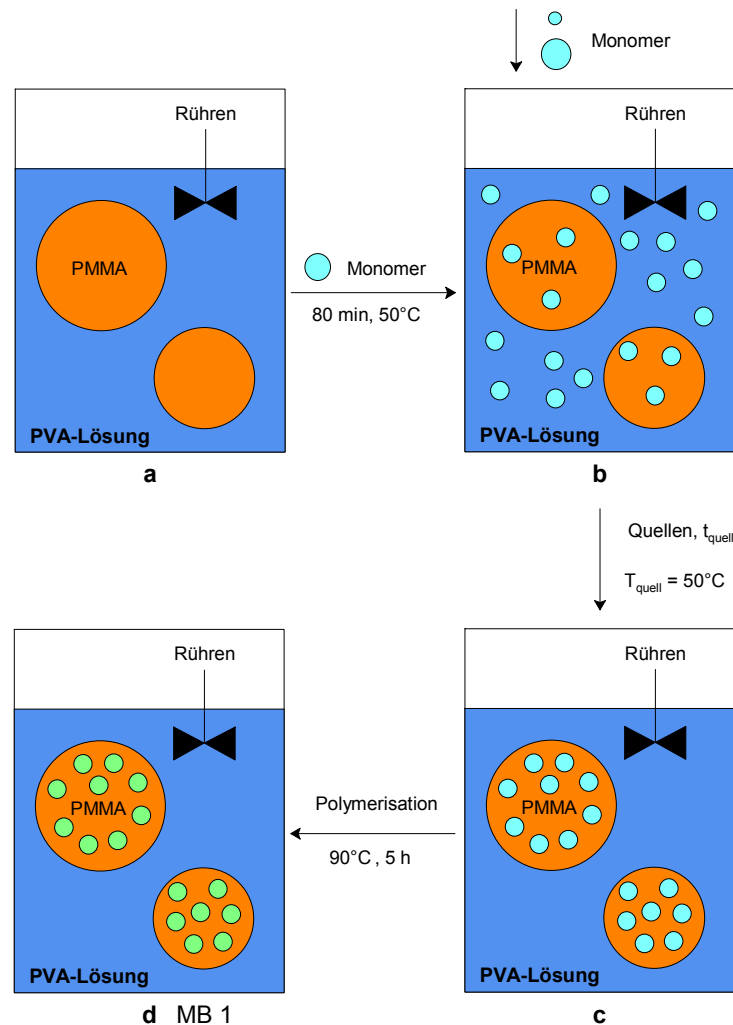 Monomer
Rühren
Rühren
PMMA
Monomer
80 min, 50°C
PMMA
PVA-Lösung
PVA-Lösung
a
b
Quellen, t_quell
T_quell = 50°C
Rühren
Rühren
PMMA
Polymerisation
90°C , 5 h
PMMA
PVA-Lösung
PVA-Lösung
d MB 1
c